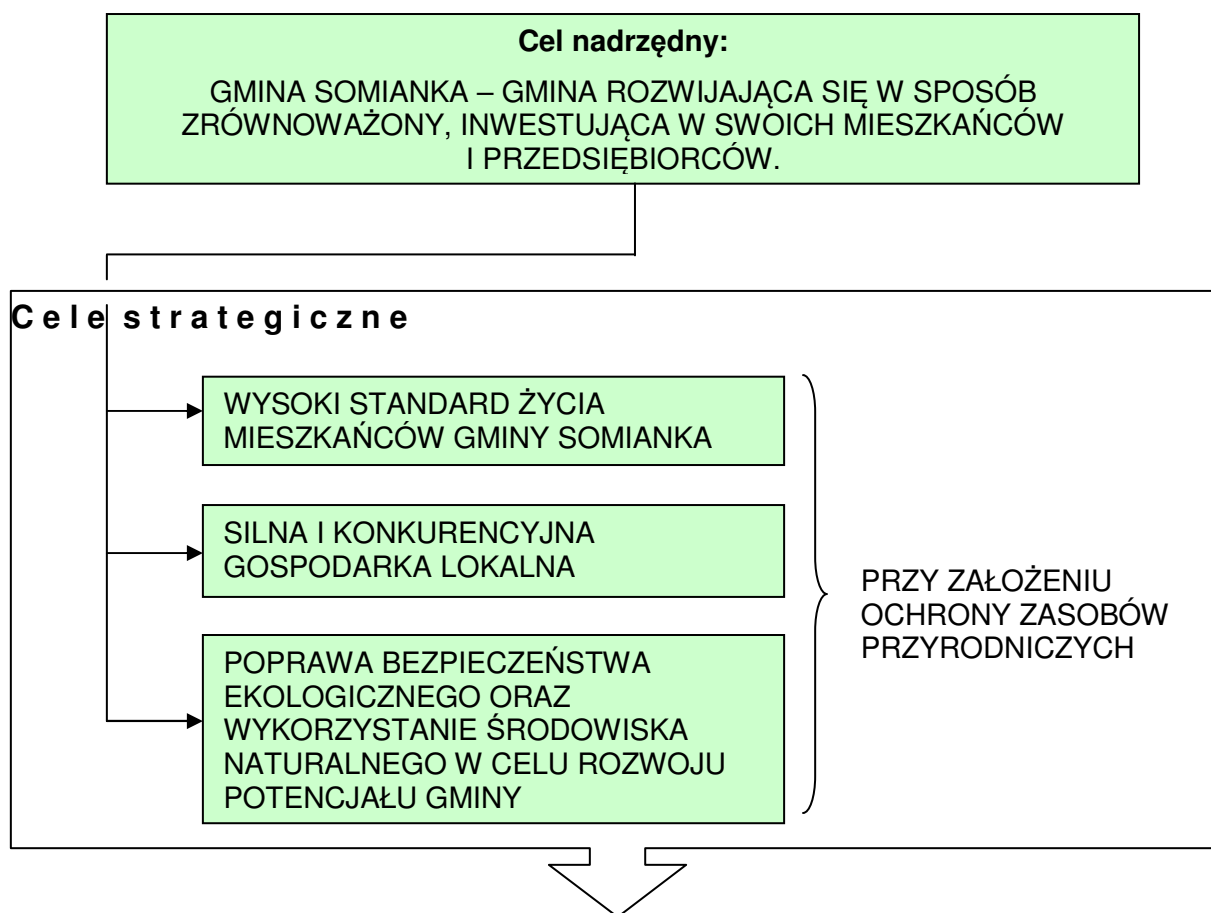 Cel nadrzędny:
GMINA SOMIANKA – GMINA ROZWIJAJĄCA SIĘ W SPOSÓB
ZRÓWNOWAŻONY, INWESTUJĄCA W SWOICH MIESZKAŃCÓW
I PRZEDSIĘBIORCÓW.
Cele strategiczne
WYSOKI STANDARD ŻYCIA
MIESZKAŃCÓW GMINY SOMIANKA
SILNA I KONKURENCYJNA
GOSPODARKA LOKALNA
POPRAWA BEZPIECZEŃSTWA
EKOLOGICZNEGO ORAZ
WYKORZYSTANIE ŚRODOWISKA
NATURALNEGO W CELU ROZWOJU
POTENCJAŁU GMINY
PRZY ZAŁOŻENIU
OCHRONY ZASOBÓW
PRZYRODNICZYCH